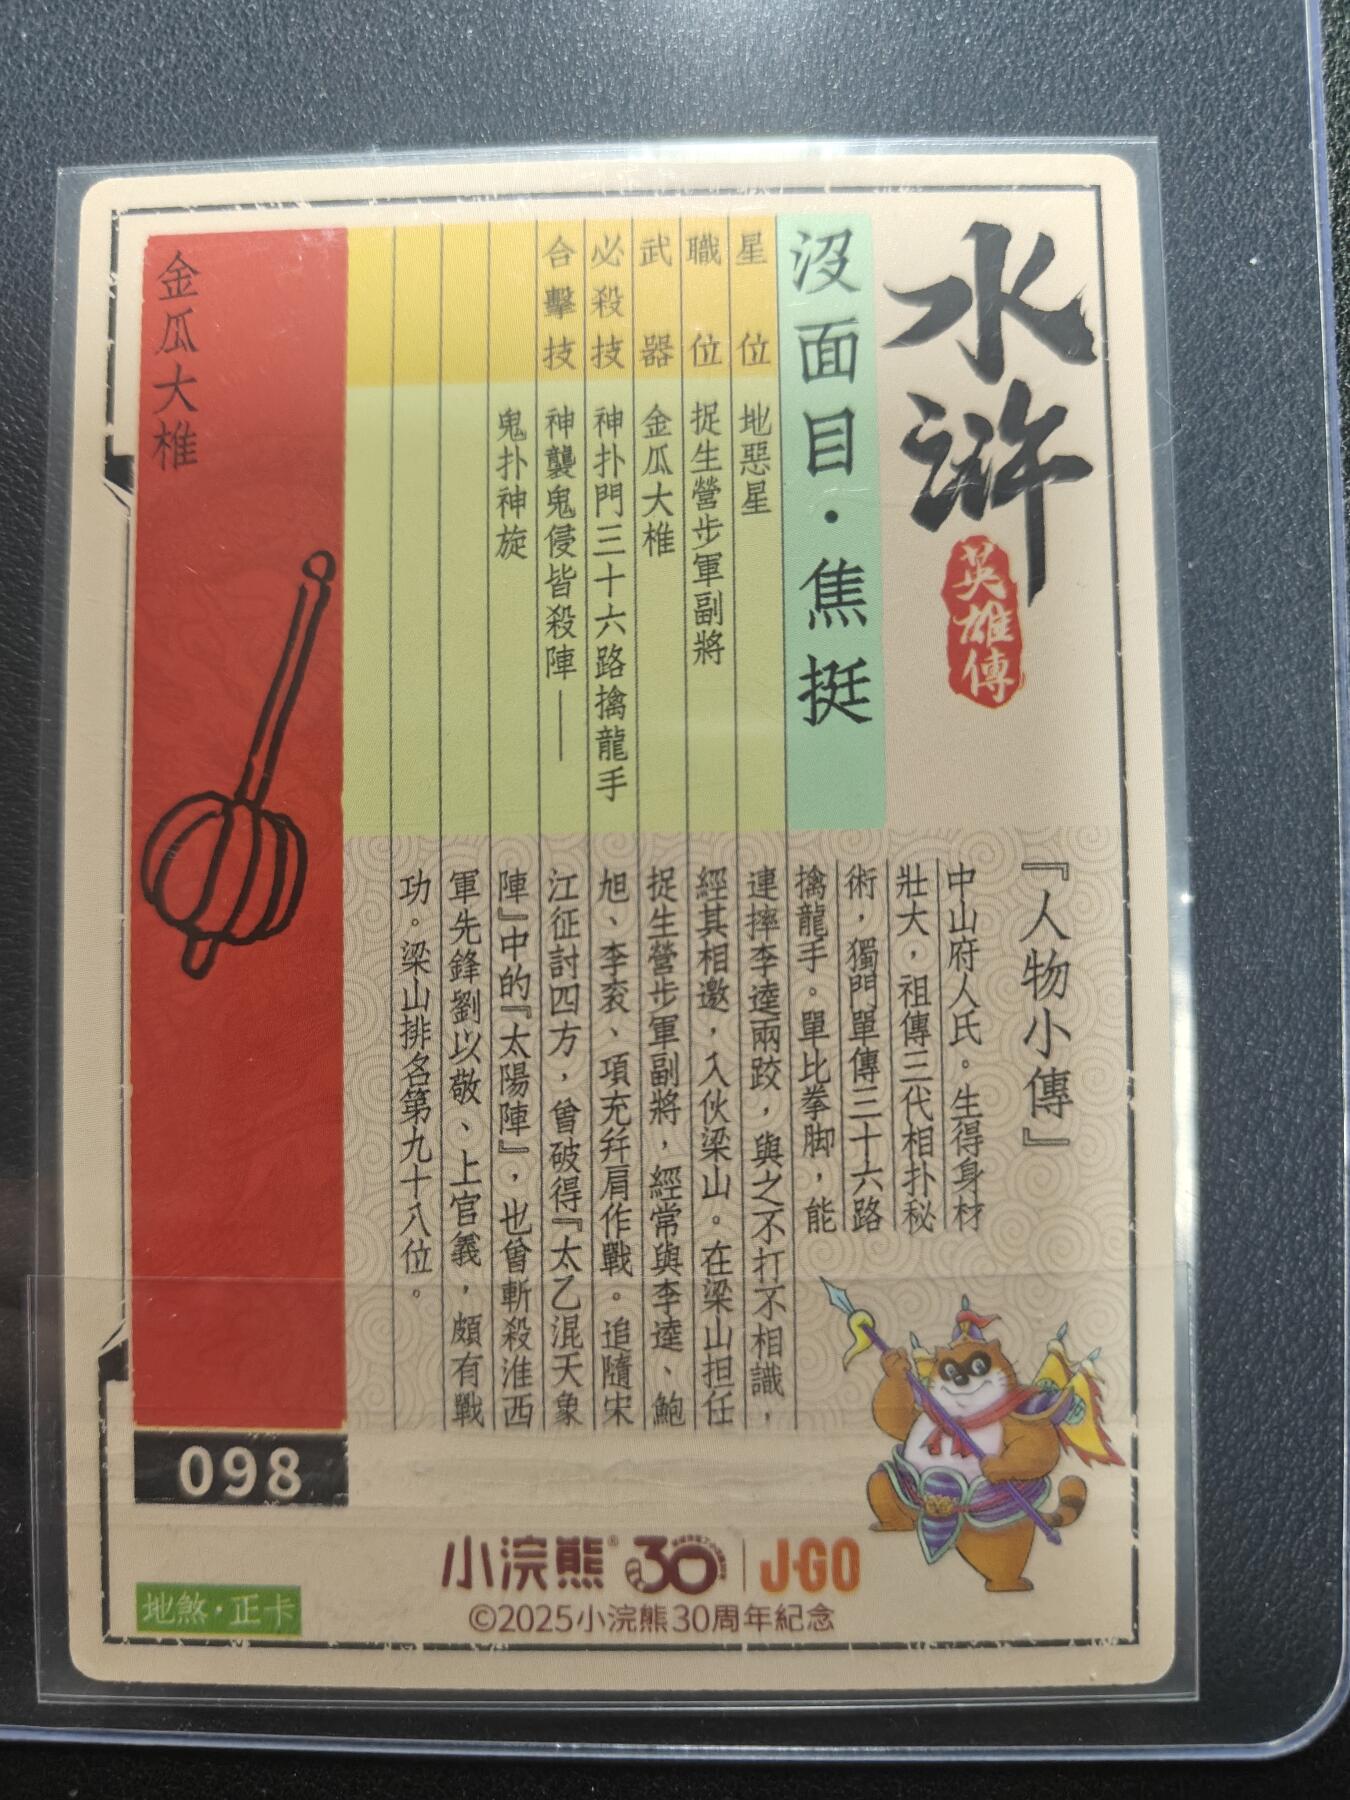 水滸
英雄傳
沒面目·焦挺
星位 地惡星
職位 捉生營步軍副將
武器 金瓜大椎
必殺技 神扑門三十六路擒龍手
合擊技 神襲鬼侵皆殺陣——
鬼扑神旋
『人物小傳』
中山府人氏。生得身材
壯大，祖傳三代相扑秘
術，獨門單傳三十六路
擒龍手。單比拳脚，能
連摔李逵兩跤，與之不打不相識，
經其相邀，入伙梁山。在梁山担任
捉生營步軍副將，經常與李逵、鮑
旭、李衮、項充幷肩作戰。追隨宋
江征討四方，曾破得『太乙混天象
陣』中的『太陽陣』，也曾斬殺淮西
軍先鋒劉以敬、上官義，頗有戰
功。梁山排名第九十八位。
金瓜大椎
098
小浣熊® 30 J·GO
©2025小浣熊30周年紀念
地煞·正卡